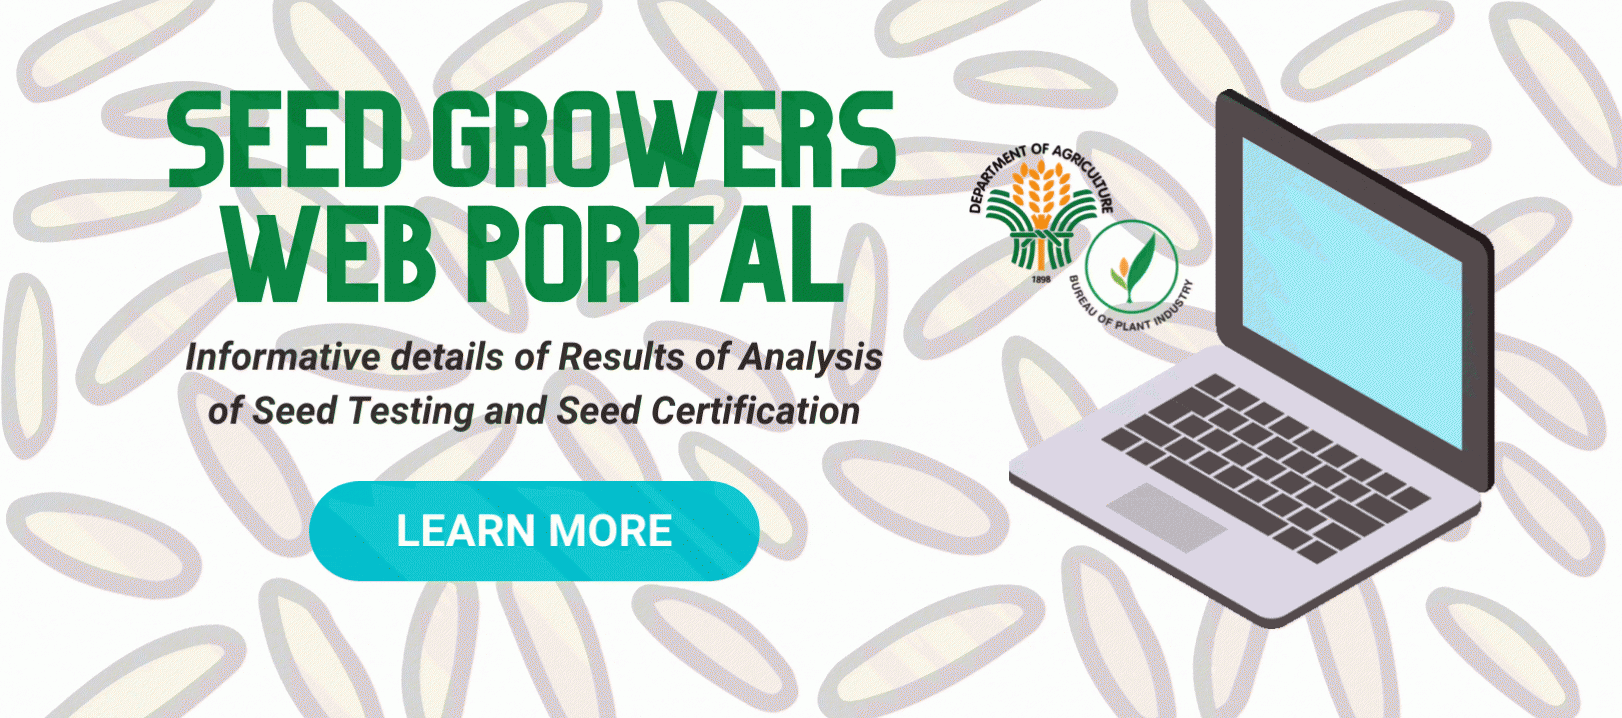 SEED GROWERS
WEB PORTAL
Informative details of Results of Analysis
of Seed Testing and Seed Certification
LEARN MORE
DEPARTMENT OF AGRICULTURE
1898
BUREAU OF PLANT INDUSTRY